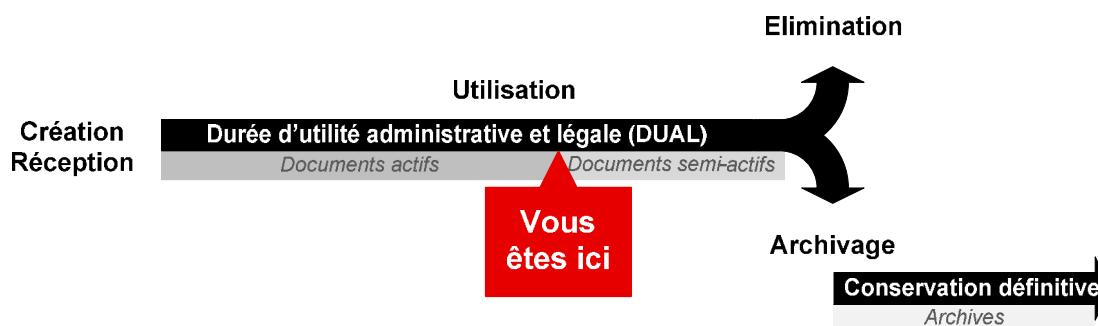 Elimination
Utilisation
Création
Réception
Durée d’utilité administrative et légale (DUAL)
Documents actifs
Documents semi-actifs
Vous
êtes ici
Archivage
Conservation définitive
Archives